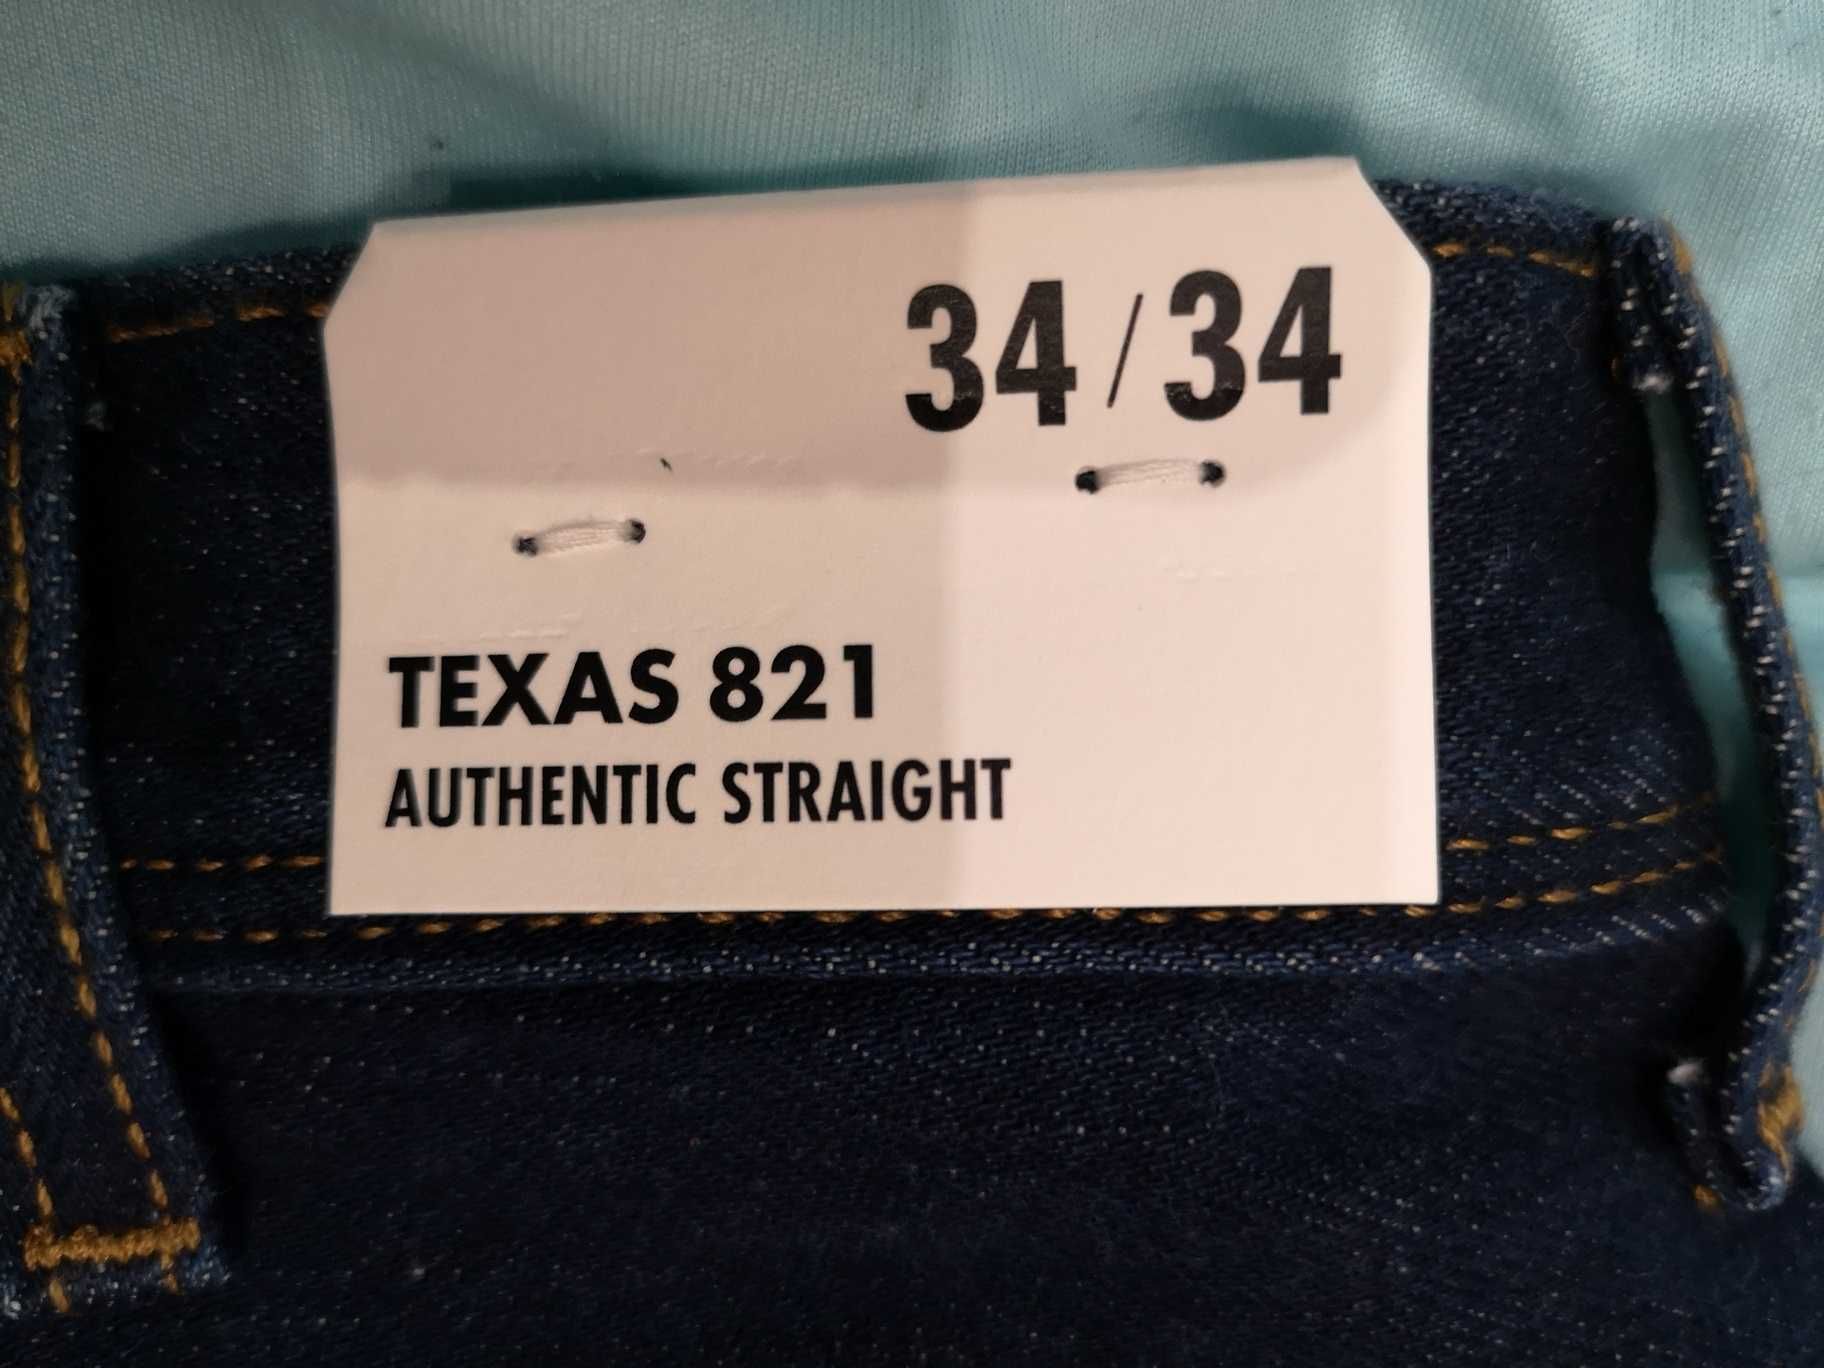 34/34
TEXAS 821
AUTHENTIC STRAIGHT